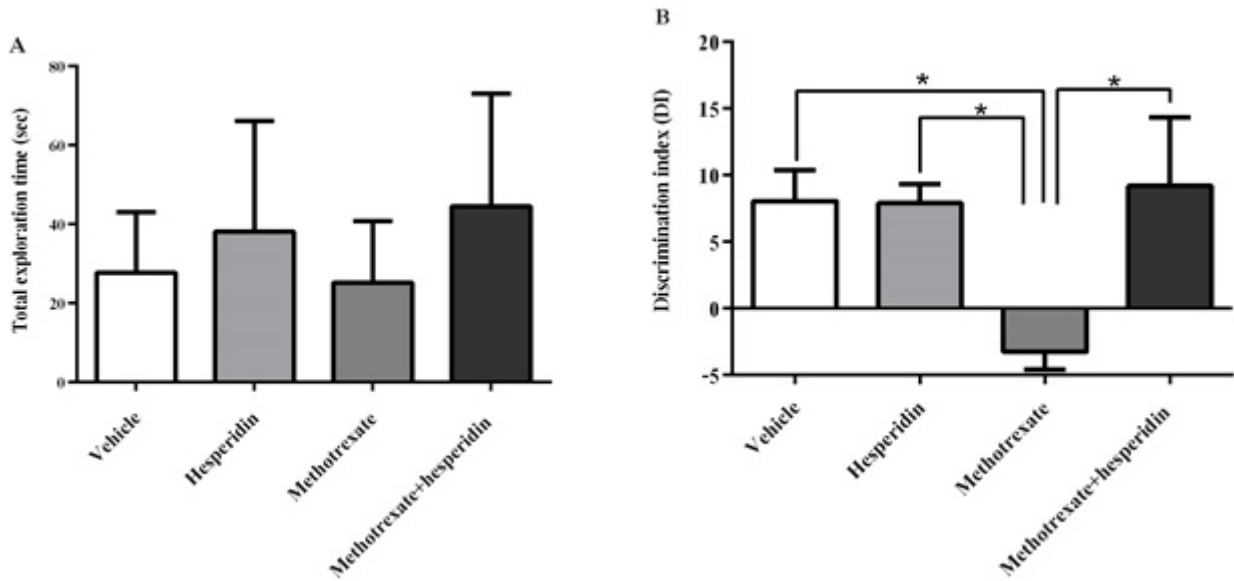 A
Total exploration time (sec)
80
60
40
20
0
Vehicle
Hesperidin
Methotrexate
Methotrexate+hesperidin
B
Discrimination index (DI)
20
15
10
5
0
-5
*
*
*
Vehicle
Hesperidin
Methotrexate
Methotrexate+hesperidin